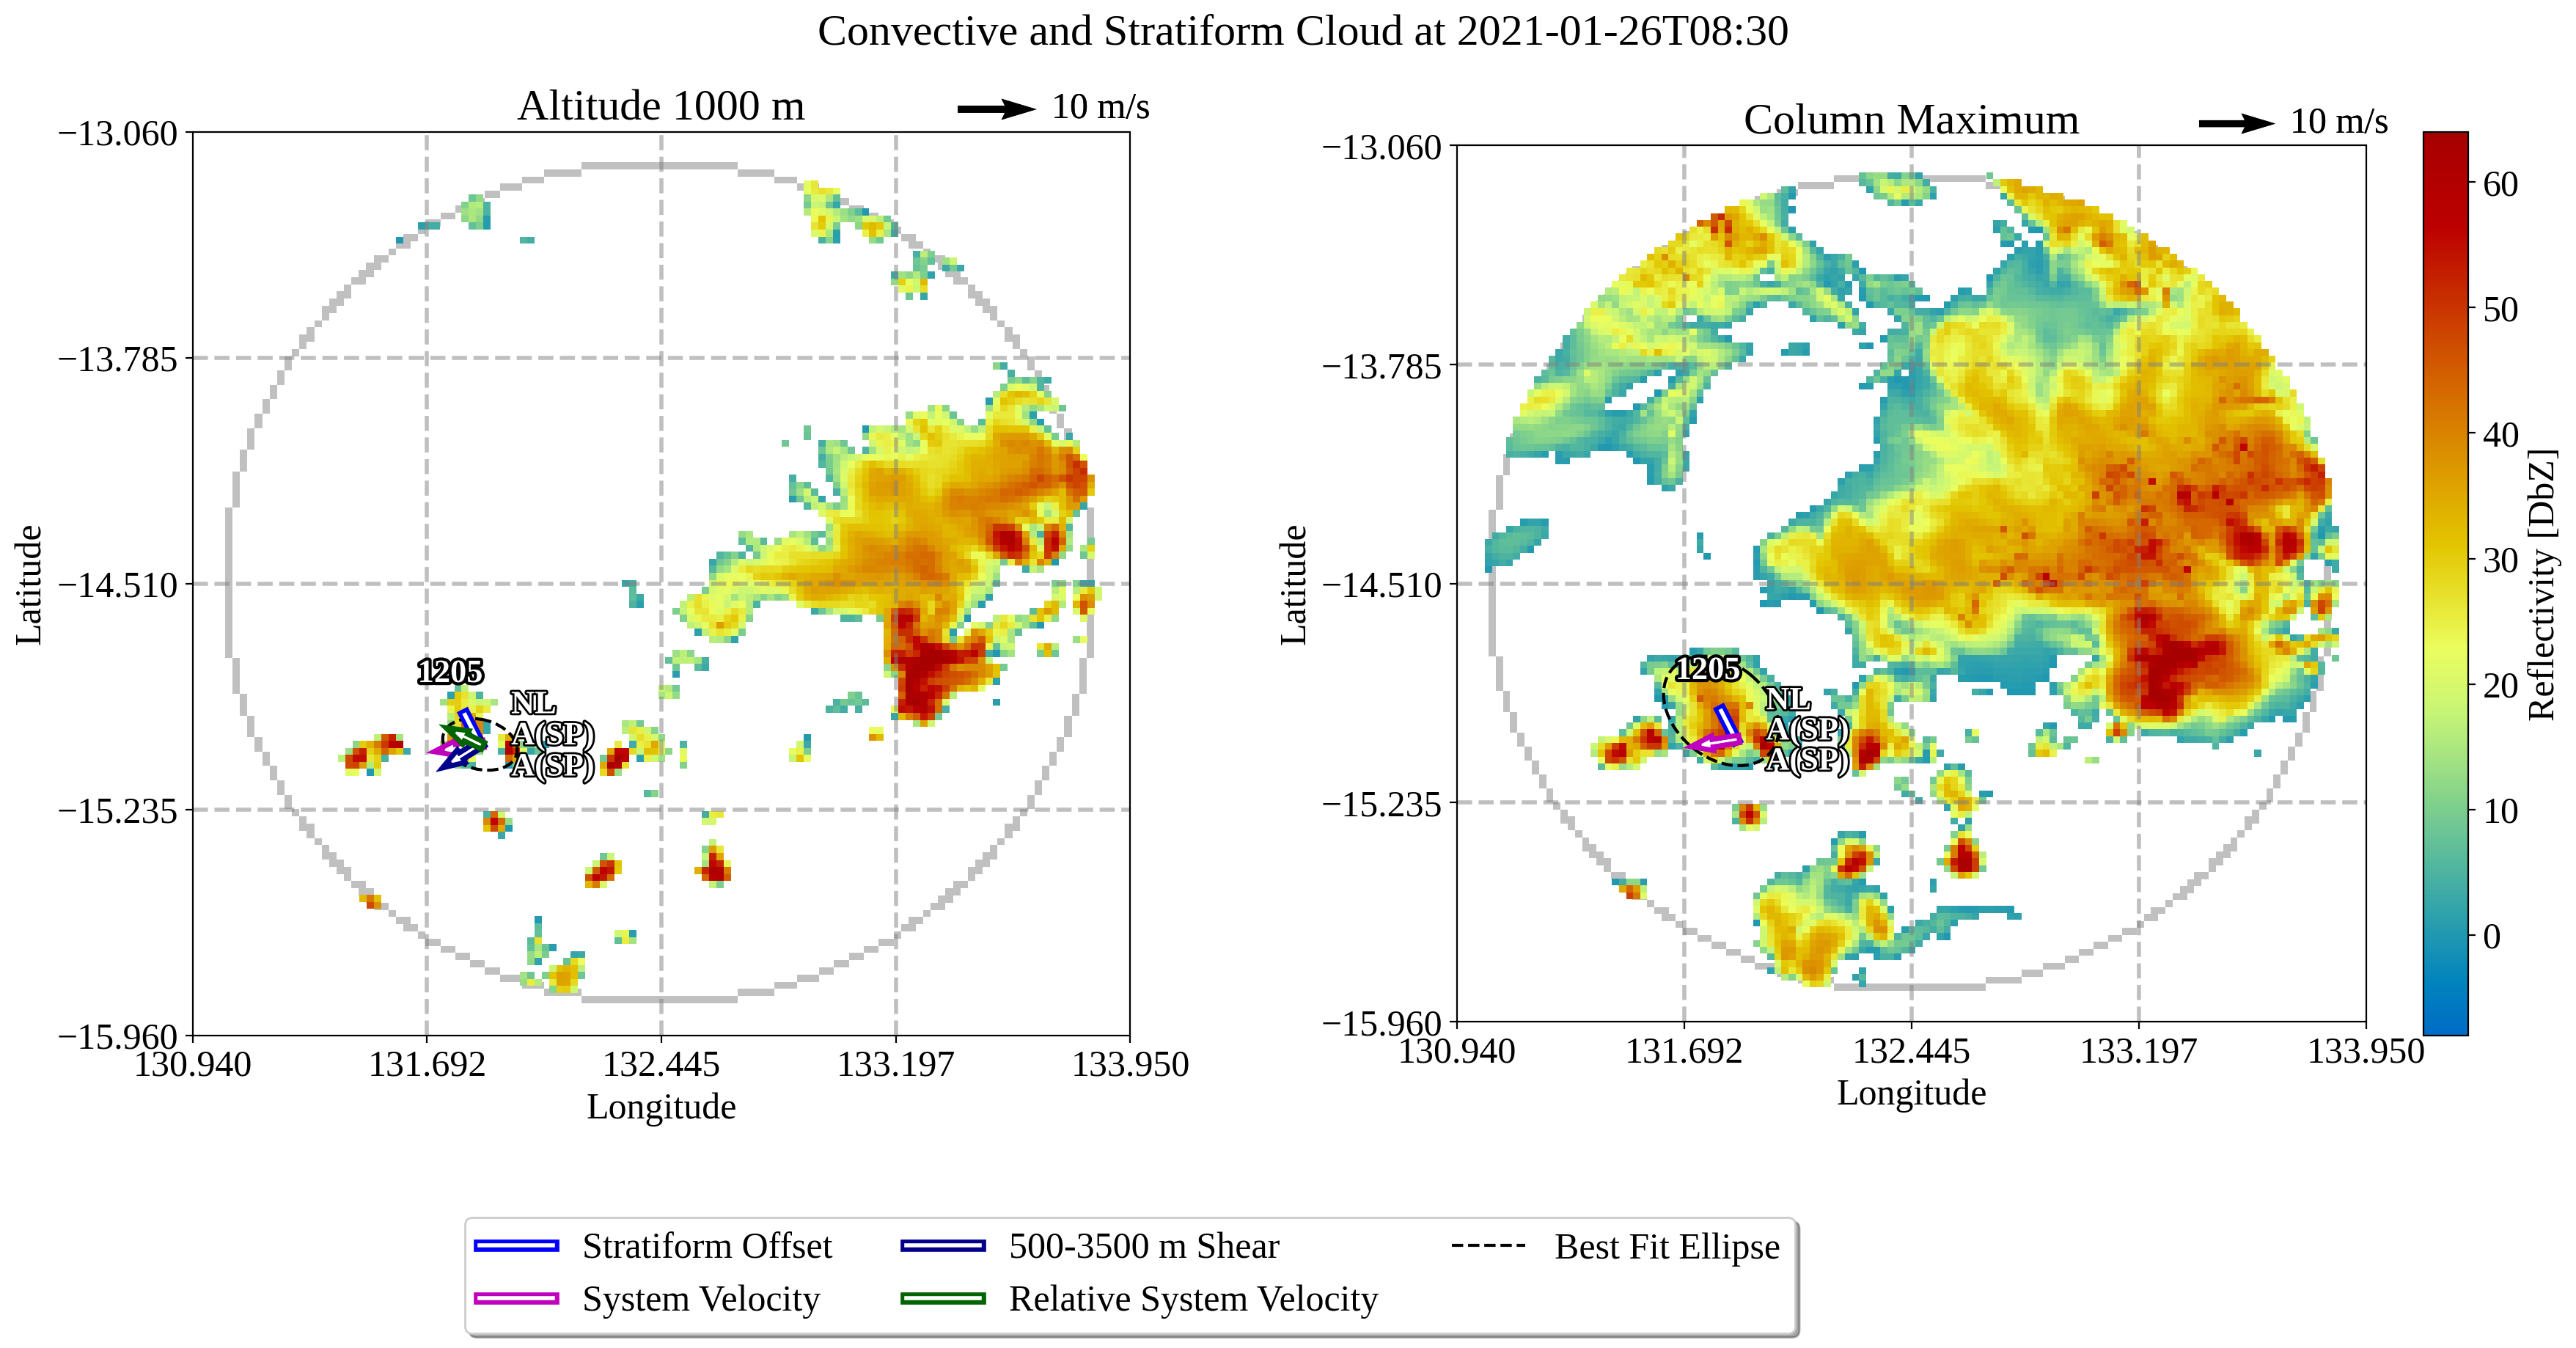 Convective and Stratiform Cloud at 2021-01-26T08:30
Altitude 1000 m
10 m/s
−13.060
−13.785
−14.510
−15.235
−15.960
130.940
131.692
132.445
133.197
133.950
Longitude
Latitude
1205
NL
A(SP)
A(SP)
Column Maximum
10 m/s
−13.060
−13.785
−14.510
−15.235
−15.960
130.940
131.692
132.445
133.197
133.950
Longitude
Latitude
1205
NL
A(SP)
A(SP)
60
50
40
30
20
10
0
Reflectivity [DbZ]
Stratiform Offset
System Velocity
500-3500 m Shear
Relative System Velocity
Best Fit Ellipse